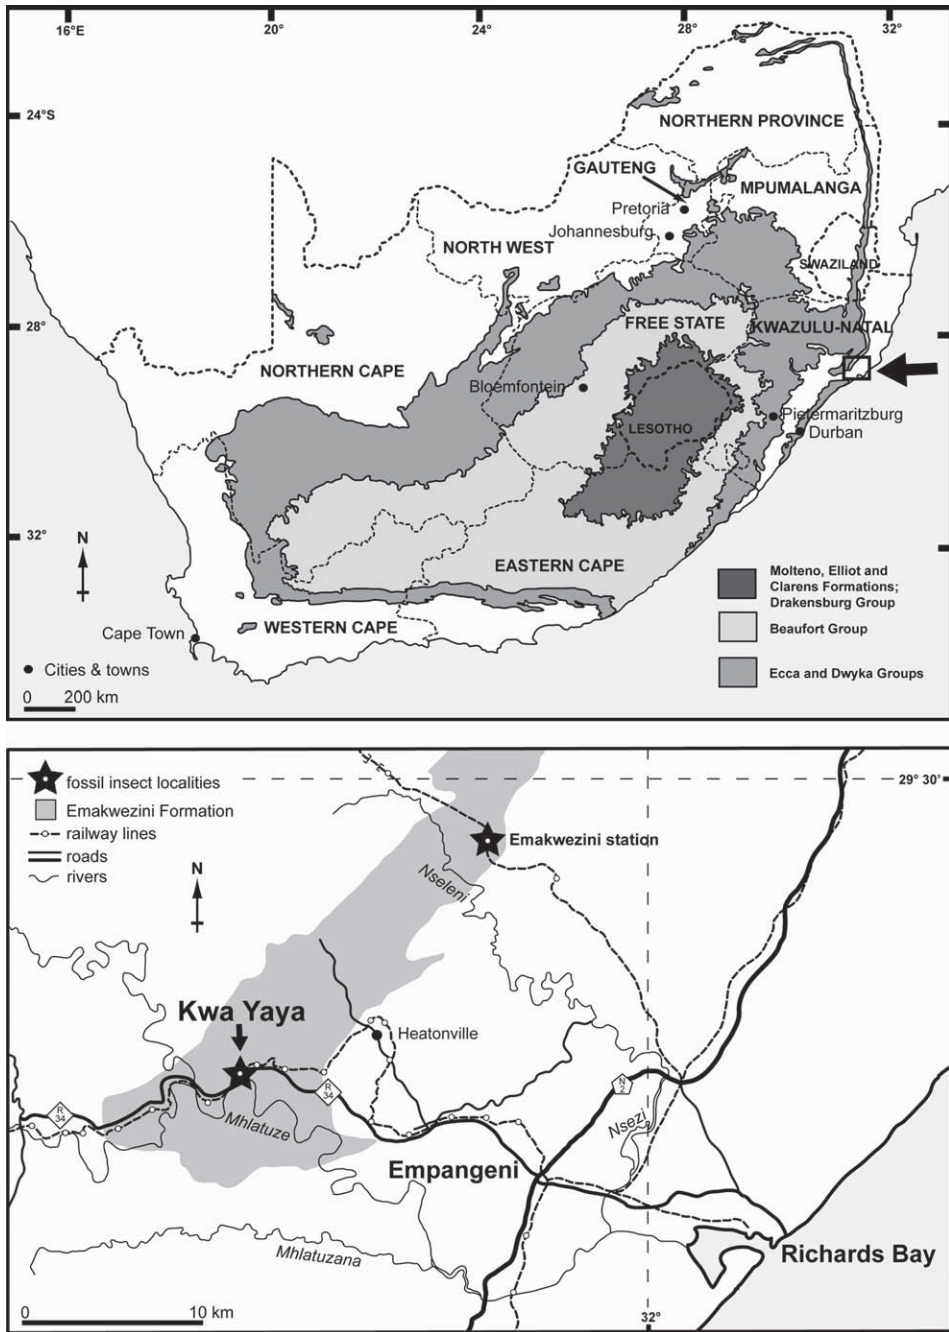 16°E
20°
24°
28°
32°
24°S
28°
32°
NORTHERN PROVINCE
GAUTENG
MPUMALANGA
Pretoria
Johannesburg
NORTH WEST
SWAZILAND
FREE STATE
KWAZULU-NATAL
NORTHERN CAPE
Bloemfontein
Pietermaritzburg
Durban
LESOTHO
N
EASTERN CAPE
WESTERN CAPE
Cape Town
Cities & towns
0 200 km
Molteno, Elliot and
Clarens Formations;
Drakensburg Group
Beaufort Group
Ecca and Dwyka Groups
fossil insect localities
Emakwezini Formation
railway lines
roads
rivers
N
29° 30'
Emakwezini station
Nseleni
Kwa Yaya
Heatonville
R
34
R
34
N
2
Mhlatuze
Nsezi
Empangeni
Mhlatuzana
Richards Bay
0 10 km
32°